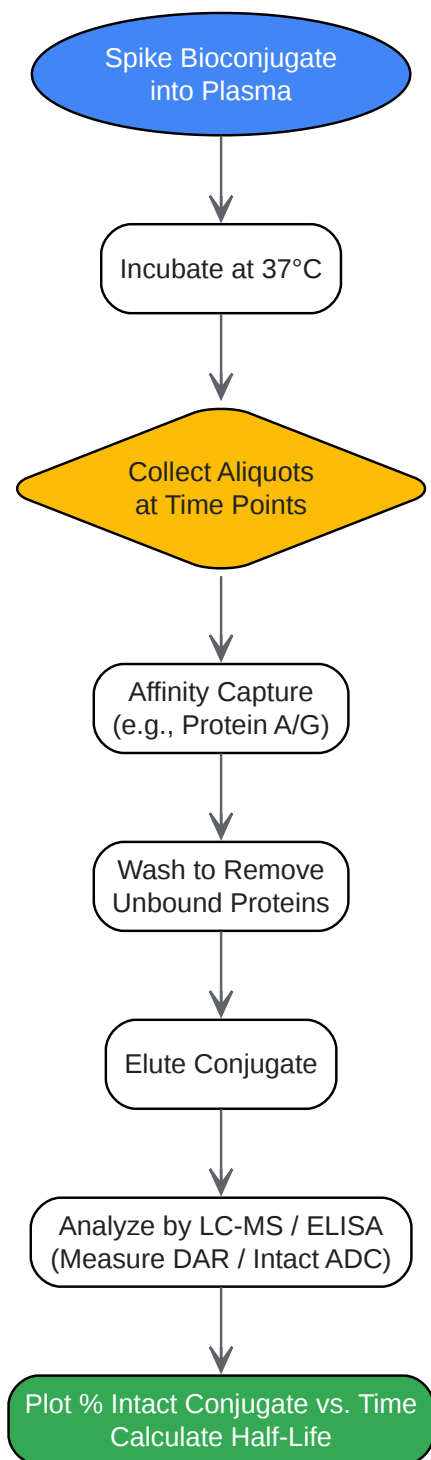 Spike Bioconjugate
into Plasma
Incubate at 37°C
Collect Aliquots
at Time Points
Affinity Capture
(e.g., Protein A/G)
Wash to Remove
Unbound Proteins
Elute Conjugate
Analyze by LC-MS / ELISA
(Measure DAR / Intact ADC)
Plot % Intact Conjugate vs. Time
Calculate Half-Life